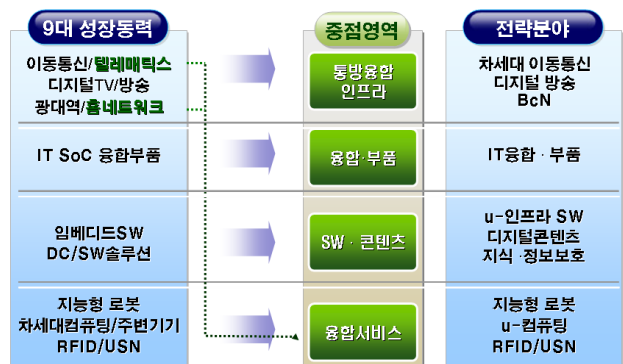 9대 성장동력
중점영역
전략분야
이동통신/텔레매틱스
디지털TV/방송
광대역/홈네트워크
통방융합
인프라
차세대 이동통신
디지털 방송
BcN
IT SoC 융합부품
융합·부품
IT융합 · 부품
임베디드SW
DC/SW솔루션
SW · 콘텐츠
u-인프라 SW
디지털콘텐츠
지식 ·정보보호
지능형 로봇
차세대컴퓨팅/주변기기
RFID/USN
융합서비스
지능형 로봇
u-컴퓨팅
RFID/USN